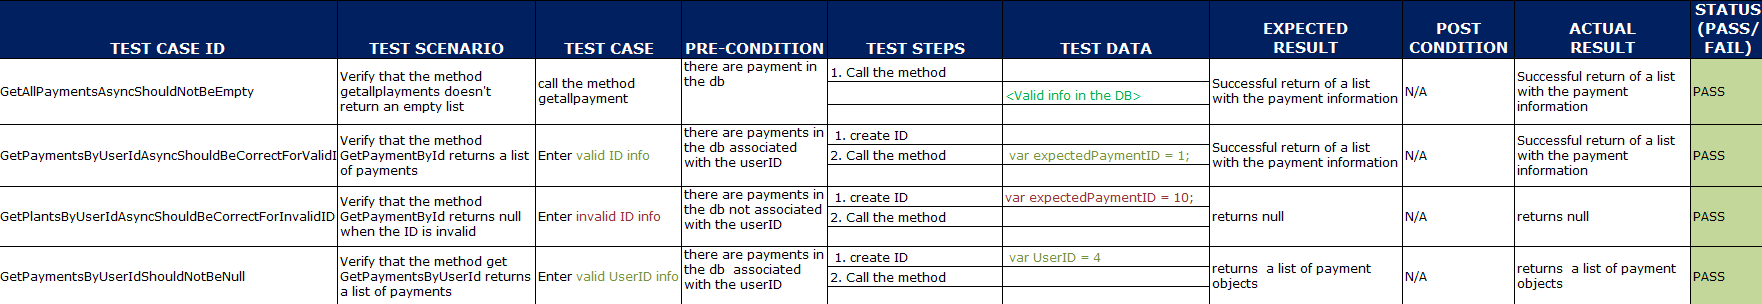 TEST CASE ID
TEST SCENARIO
TEST CASE
PRE-CONDITION
TEST STEPS
TEST DATA
EXPECTED
RESULT
POST
CONDITION
ACTUAL
RESULT
STATUS
(PASS/
FAIL)
GetAllPaymentsAsyncShouldNotBeEmpty
Verify that the method
getallplayments doesn't
return an empty list
call the method
getallpayment
there are payment in
the db
1. Call the method
<Valid info in the DB>
Successful return of a list
with the payment information
N/A
Successful return of a list
with the payment
information
PASS
GetPaymentsByUserIdAsyncShouldBeCorrectForValidI
Verify that the method
GetPaymentById returns a list
of payments
Enter valid ID info
there are payments in
the db associated
with the userID
1. create ID
2. Call the method
var expectedPaymentID = 1;
Successful return of a list
with the payment information
N/A
Successful return of a list
with the payment
information
PASS
GetPlantsByUserIdAsyncShouldBeCorrectForInvalidID
Verify that the method
GetPaymentById returns null
when the ID is invalid
Enter invalid ID info
there are payments in
the db not associated
with the userID
1. create ID
2. Call the method
var expectedPaymentID = 10;
returns null
N/A
returns null
PASS
GetPaymentsByUserIdShouldNotBeNull
Verify that the method get
GetPaymentsByUserId returns
a list of payments
Enter valid UserID info
there are payments in
the db associated
with the userID
1. create ID
2. Call the method
var UserID = 4
returns a list of payment
objects
N/A
returns a list of payment
objects
PASS